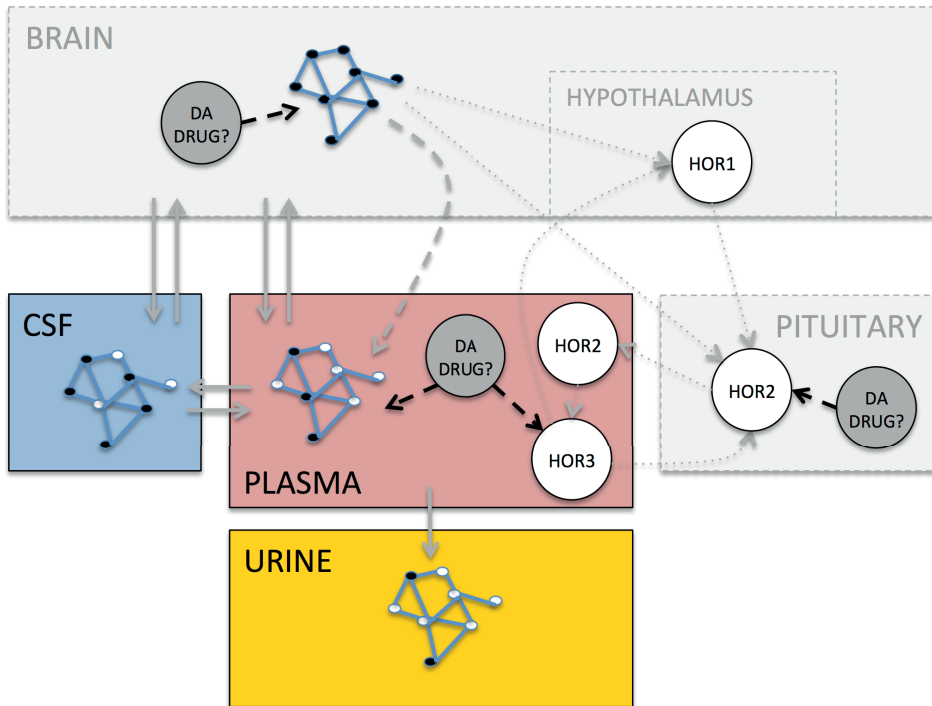 BRAIN
DA
DRUG?
HYPOTHALAMUS
HOR1
CSF
PLASMA
DA
DRUG?
HOR2
HOR3
PITUITARY
HOR2
DA
DRUG?
URINE